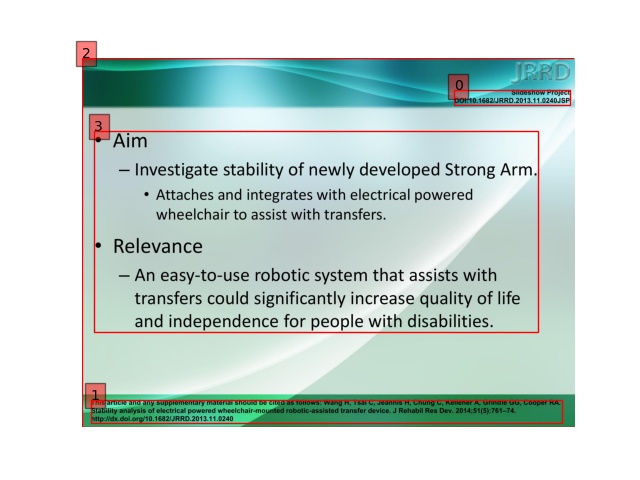 JRRD
Slideshow Project
DOI:10.1682/JRRD.2013.11.0240JSP
• Aim
– Investigate stability of newly developed Strong Arm.
• Attaches and integrates with electrical powered
wheelchair to assist with transfers.
• Relevance
– An easy-to-use robotic system that assists with
transfers could significantly increase quality of life
and independence for people with disabilities.
This article and any supplementary material should be cited as follows: Wang H, Tsai C, Jeannis H, Chung C, Kelleher A, Grindle GG, Cooper RA.
Stability analysis of electrical powered wheelchair-mounted robotic-assisted transfer device. J Rehabil Res Dev. 2014;51(5):761–74.
http://dx.doi.org/10.1682/JRRD.2013.11.0240
2
0
3
1